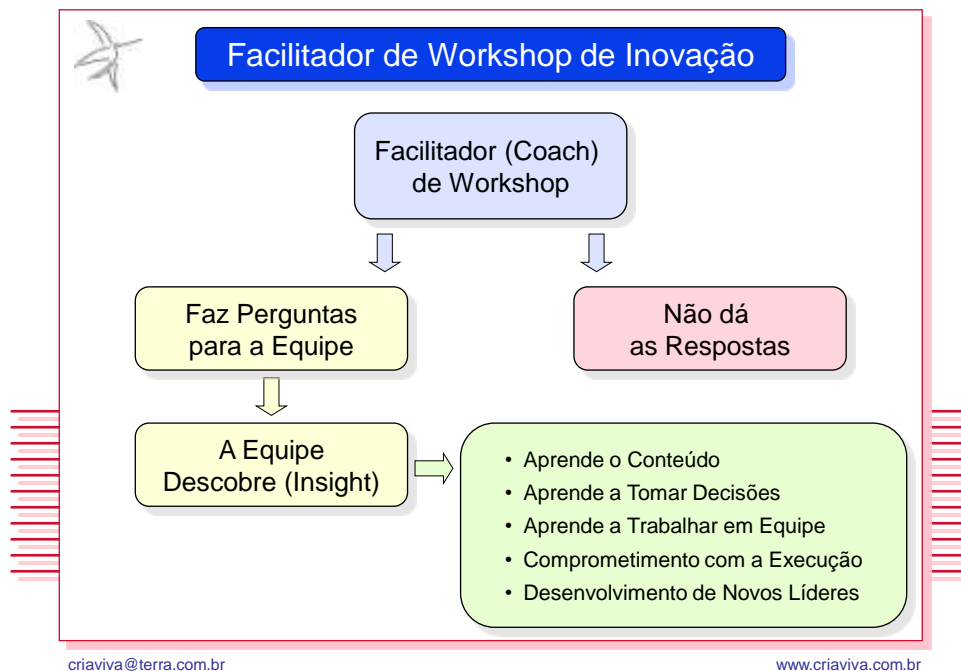 Facilitador de Workshop de Inovação
Facilitador (Coach)
de Workshop
Faz Perguntas
para a Equipe
Não dá
as Respostas
A Equipe
Descobre (Insight)
• Aprende o Conteúdo
• Aprende a Tomar Decisões
• Aprende a Trabalhar em Equipe
• Comprometimento com a Execução
• Desenvolvimento de Novos Líderes
criaviva@terra.com.br
www.criaviva.com.br